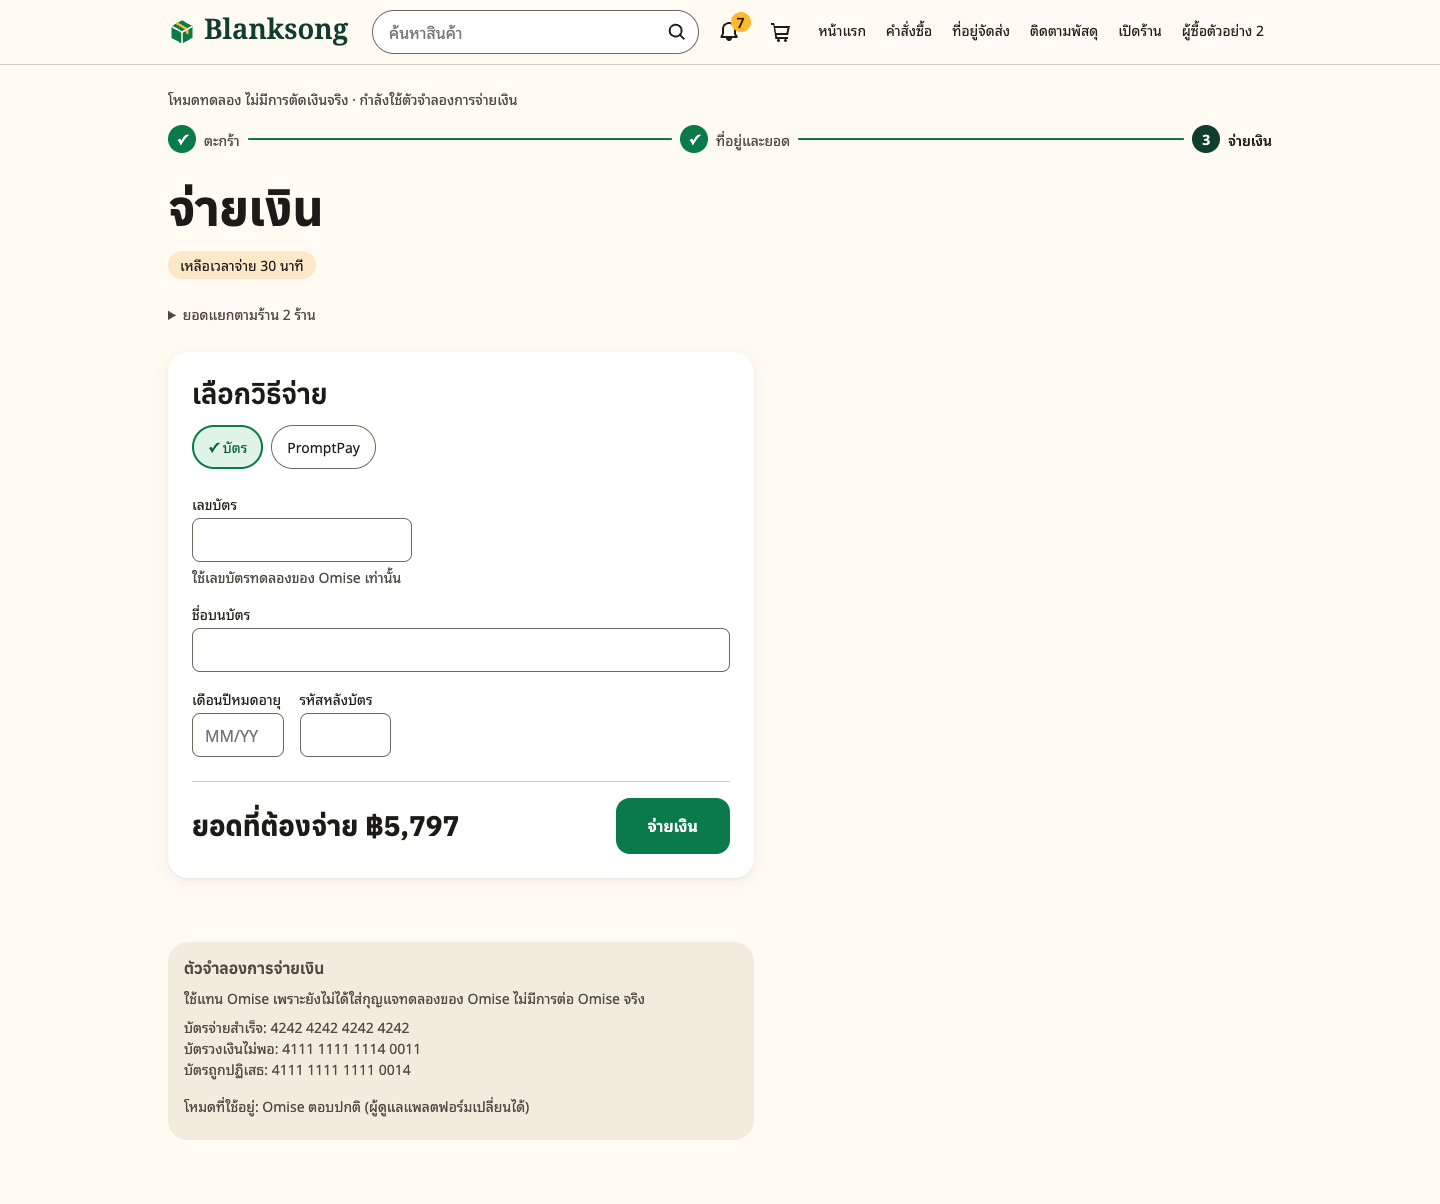 Blanksong
ค้นหาสินค้า
7
หน้าแรก
คำสั่งซื้อ
ที่อยู่จัดส่ง
ติดตามพัสดุ
เปิดร้าน
ผู้ซื้อตัวอย่าง 2
โหมดทดลอง ไม่มีการตัดเงินจริง · กำลังใช้ตัวจำลองการจ่ายเงิน
✓ ตะกร้า
✓ ที่อยู่และยอด
3 จ่ายเงิน
จ่ายเงิน
เหลือเวลาจ่าย 30 นาที
▶ ยอดแยกตามร้าน 2 ร้าน
เลือกวิธีจ่าย
✓ บัตร
PromptPay
เลขบัตร
ใช้เลขบัตรทดลองของ Omise เท่านั้น
ชื่อบนบัตร
เดือนปีหมดอายุ
รหัสหลังบัตร
MM/YY
ยอดที่ต้องจ่าย ฿5,797
จ่ายเงิน
ตัวจำลองการจ่ายเงิน
ใช้แทน Omise เพราะยังไม่ได้ใส่กุญแจทดลองของ Omise ไม่มีการต่อ Omise จริง
บัตรจ่ายสำเร็จ: 4242 4242 4242 4242
บัตรวงเงินไม่พอ: 4111 1111 1114 0011
บัตรถูกปฏิเสธ: 4111 1111 1111 0014
โหมดที่ใช้อยู่: Omise ตอบปกติ (ผู้ดูแลแพลตฟอร์มเปลี่ยนได้)